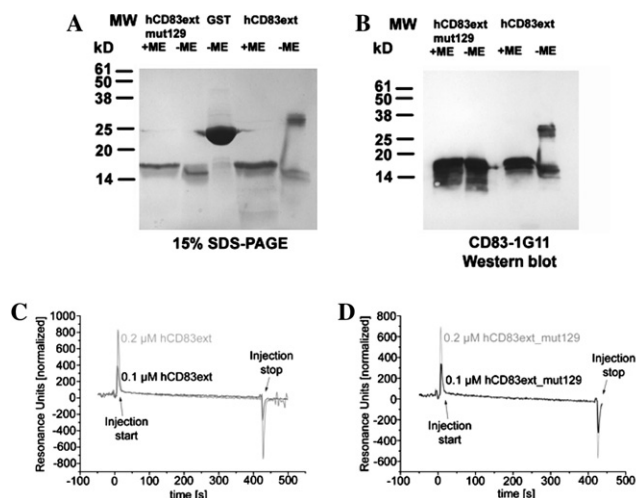 A
MW
hCD83ext
mut129
GST
hCD83ext
kD
+ME -ME -ME +ME -ME
61
50
38
25
20
14
15% SDS-PAGE
B
MW
hCD83ext
mut129
hCD83ext
kD
+ME -ME +ME -ME
61
50
38
25
20
14
CD83-1G11
Western blot
C
Resonance Units [normalized]
1000
800
600
400
200
0
-200
-400
-600
-800
0.2 µM hCD83ext
0.1 µM hCD83ext
Injection
start
Injection
stop
0 100 200 300 400 500
time [s]
D
Resonance Units [normalized]
800
600
400
200
0
-200
-400
-600
0.2 µM hCD83ext_mut129
0.1 µM hCD83ext_mut129
Injection
start
Injection
stop
0 100 200 300 400 500
time [s]